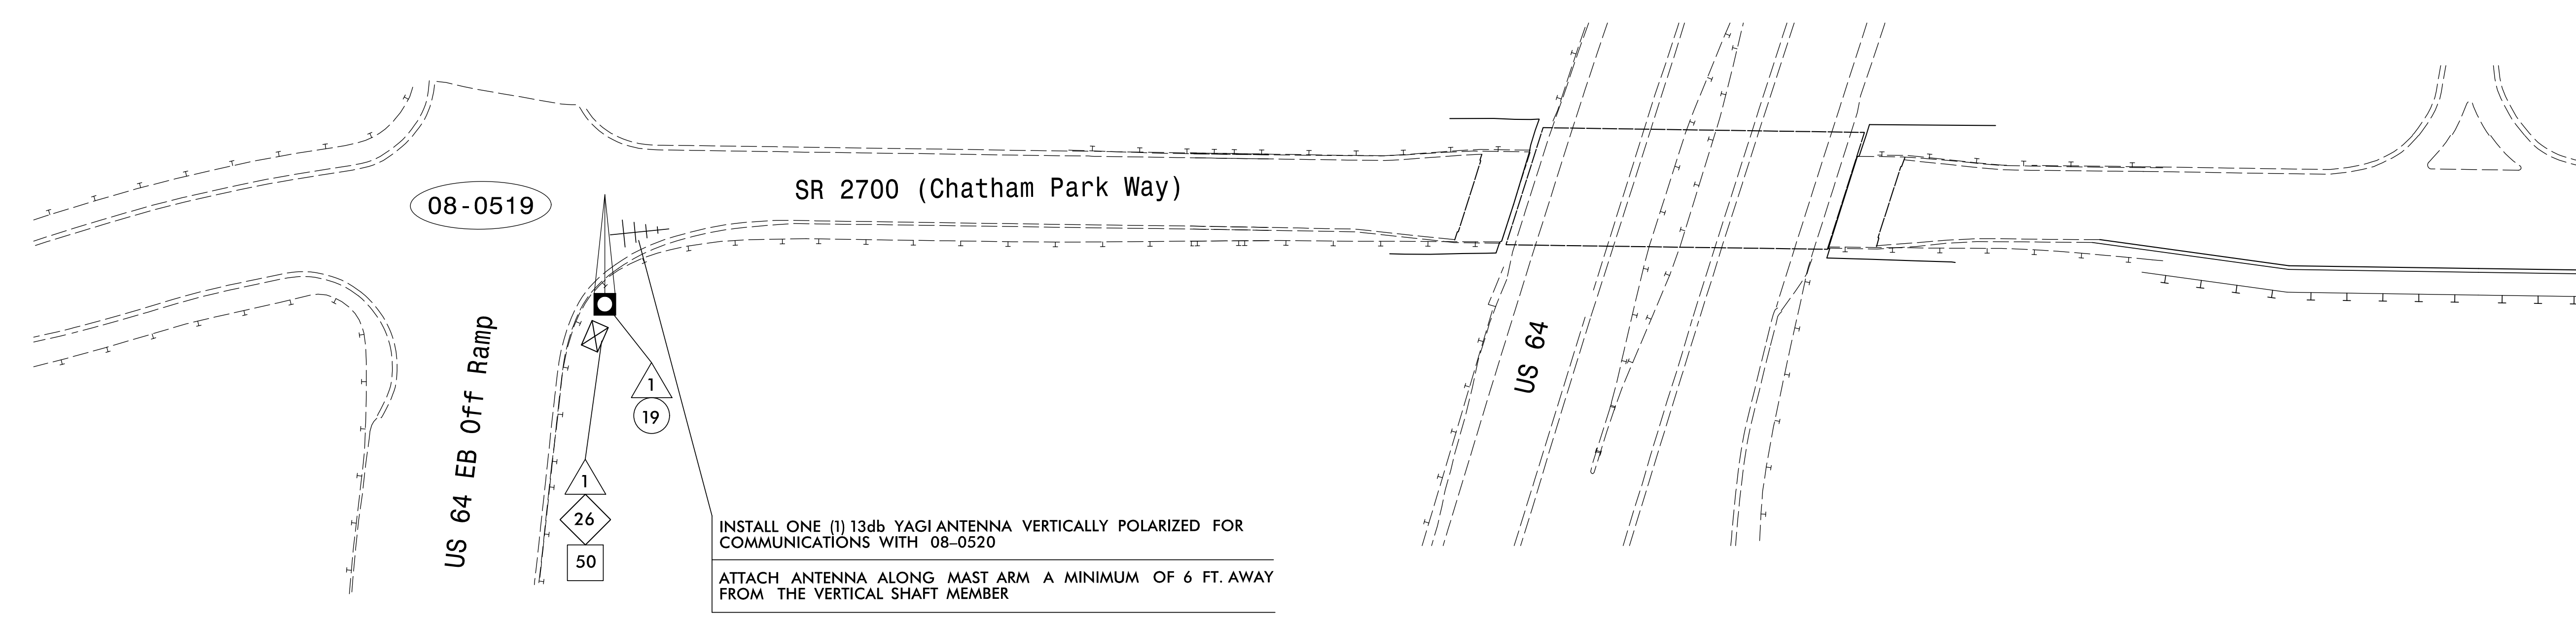 08-0519
SR 2700 (Chatham Park Way)
US 64 EB Off Ramp
US 64
1
19
1
26
50
INSTALL ONE (1) 13db YAGI ANTENNA VERTICALLY POLARIZED FOR
COMMUNICATIONS WITH 08–0520
ATTACH ANTENNA ALONG MAST ARM A MINIMUM OF 6 FT. AWAY
FROM THE VERTICAL SHAFT MEMBER